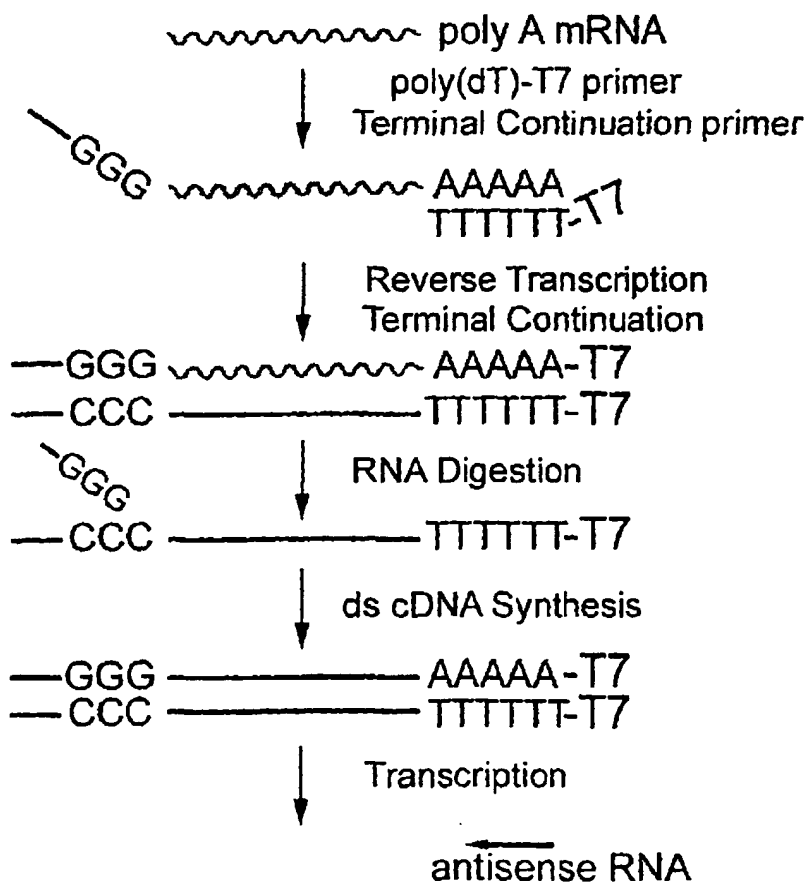 poly A mRNA
poly(dT)-T7 primer
Terminal Continuation primer
GGG
AAAAA
TTTTTT-T7
Reverse Transcription
Terminal Continuation
GGG AAAAA-T7
CCC TTTTTT-T7
GGG
RNA Digestion
CCC TTTTTT-T7
ds cDNA Synthesis
GGG AAAAA-T7
CCC TTTTTT-T7
Transcription
antisense RNA